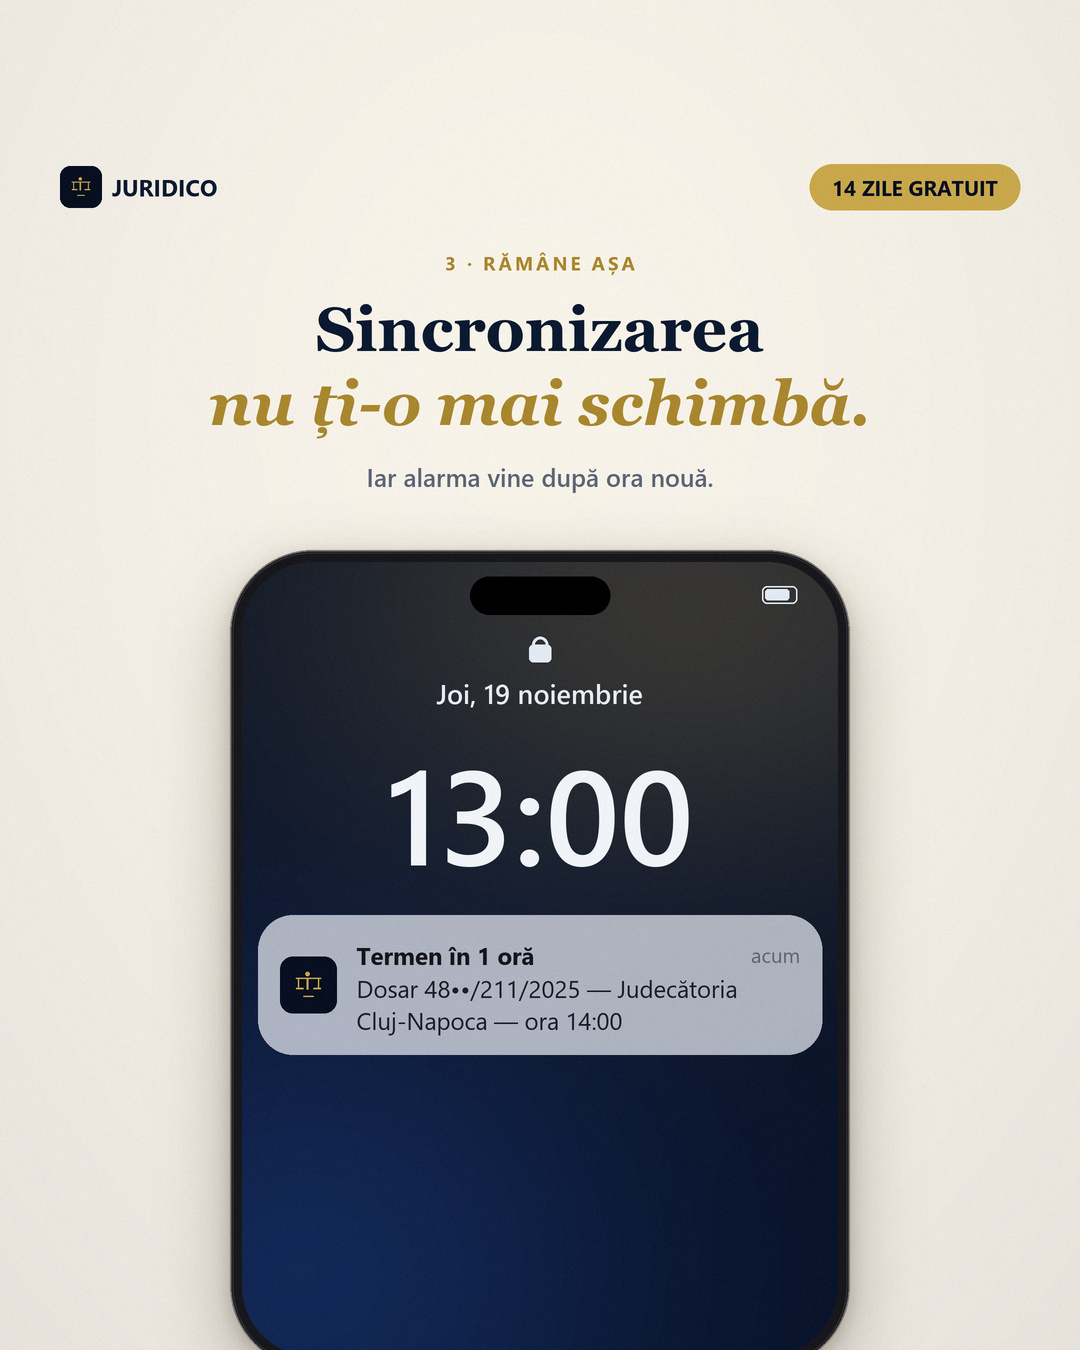 JURIDICO
14 ZILE GRATUIT
3 · RĂMÂNE AȘA
Sincronizarea
nu ți-o mai schimbă.
Iar alarma vine după ora nouă.
Joi, 19 noiembrie
13:00
Termen în 1 oră
acum
Dosar 48••/211/2025 — Judecătoria
Cluj-Napoca — ora 14:00